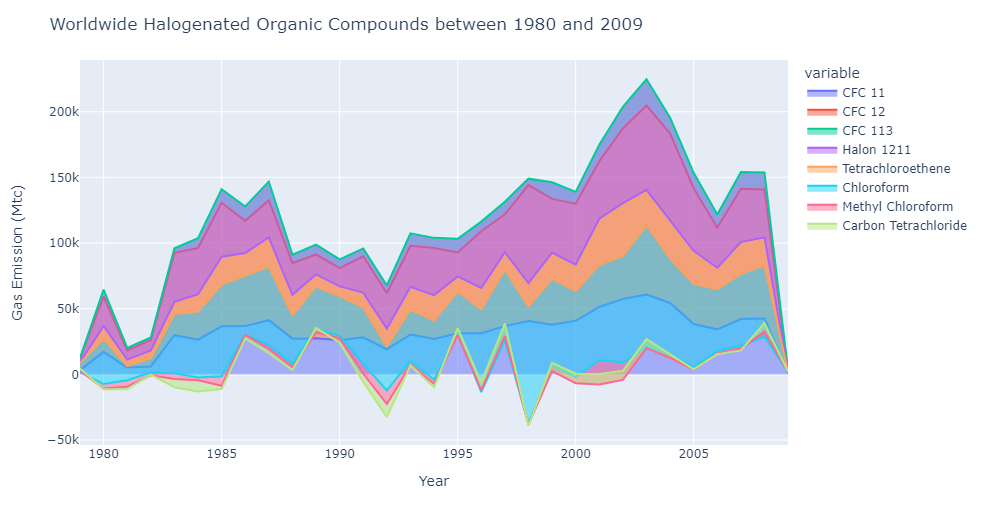 Worldwide Halogenated Organic Compounds between 1980 and 2009
variable
CFC 11
CFC 12
CFC 113
Halon 1211
Tetrachloroethene
Chloroform
Methyl Chloroform
Carbon Tetrachloride
Gas Emission (Mtc)
200k
150k
100k
50k
0
−50k
1980
1985
1990
1995
2000
2005
Year